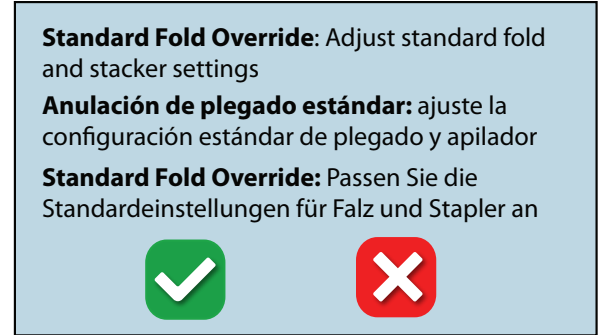 Standard Fold Override: Adjust standard fold
and stacker settings
Anulación de plegado estándar: ajuste la
configuración estándar de plegado y apilador
Standard Fold Override: Passen Sie die
Standardeinstellungen für Falz und Stapler an